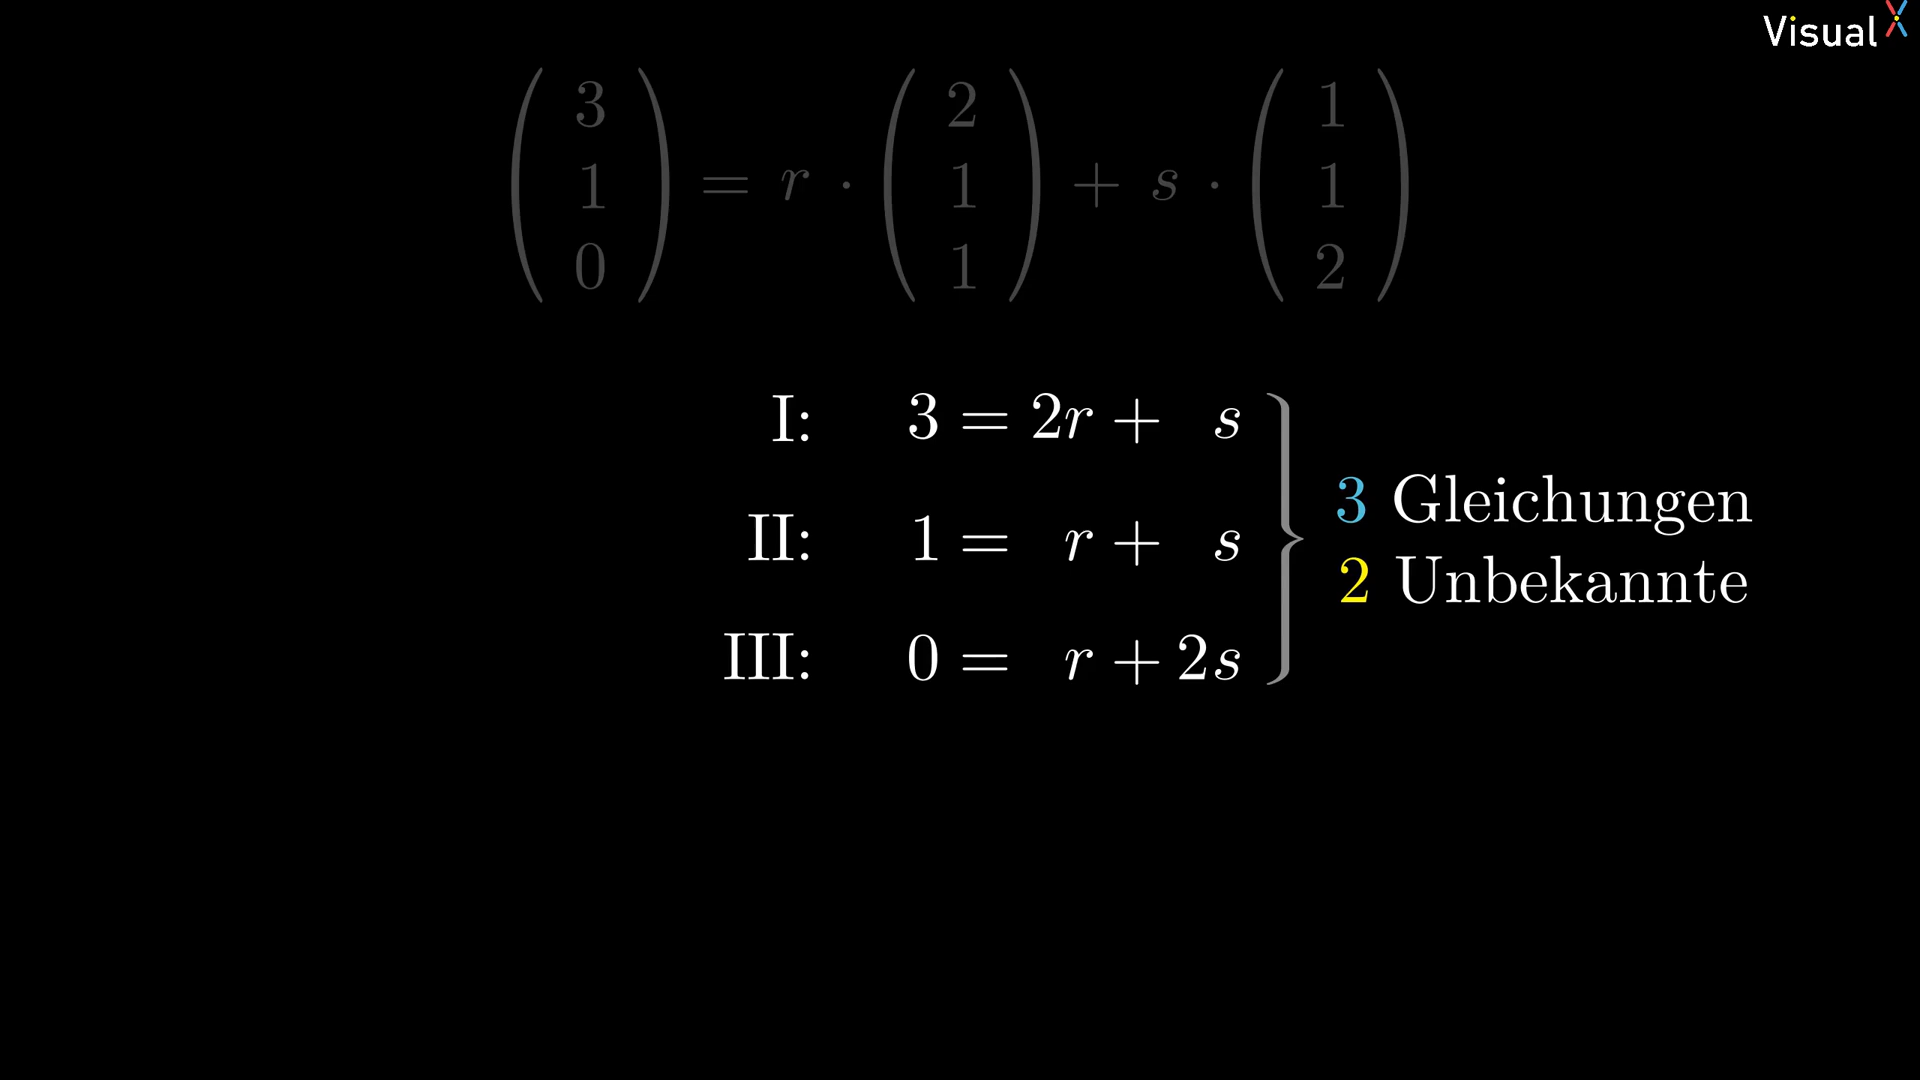 VisualX
(3 1 0) = r · (2 1 1) + s · (1 1 2)
I: 3 = 2r + s
II: 1 = r + s
III: 0 = r + 2s
3 Gleichungen
2 Unbekannte